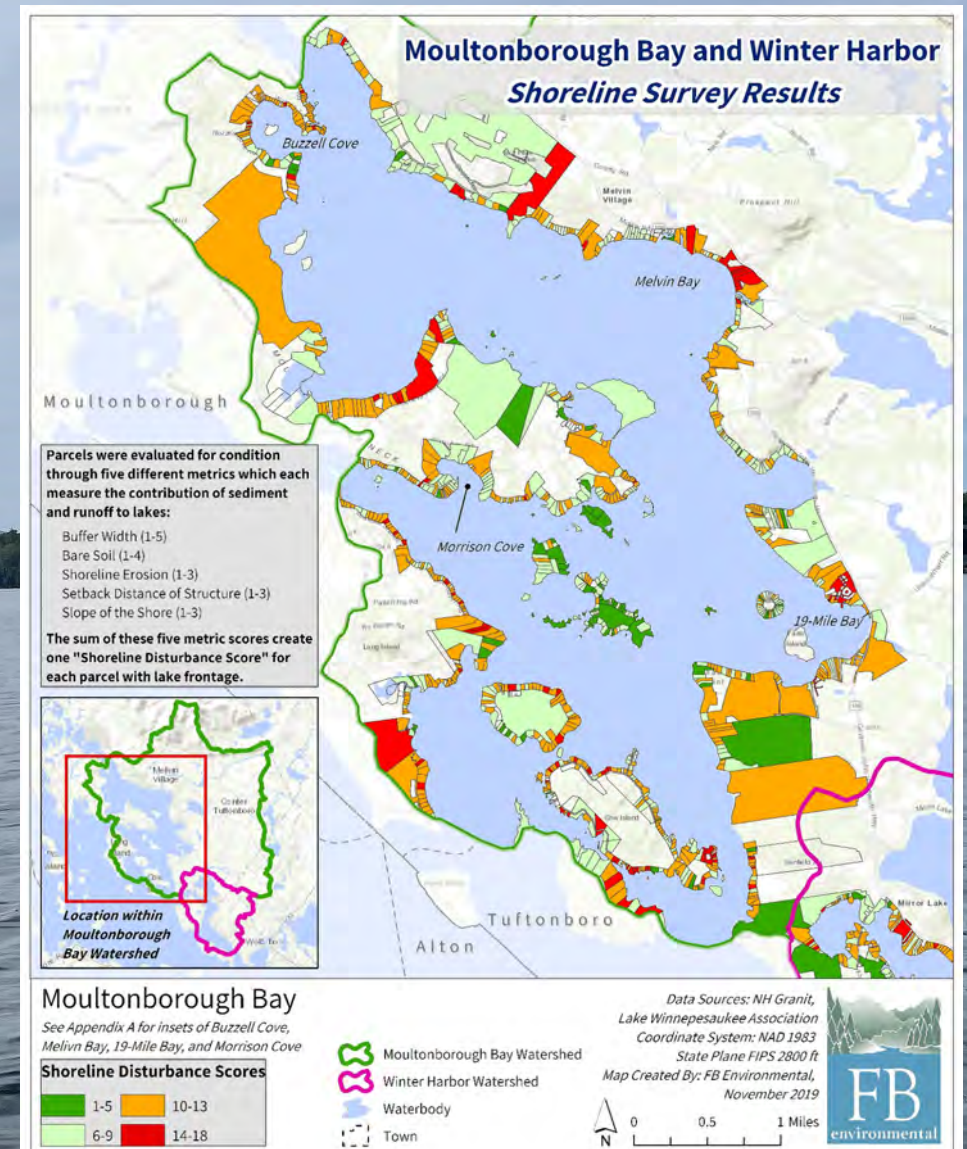 Moultonborough Bay and Winter Harbor
Shoreline Survey Results
Buzzell Cove
Melvin
Village
Prospect Hill
Melvin Bay
Moultonborough
NECK
Parcels were evaluated for condition
through five different metrics which each
measure the contribution of sediment
and runoff to lakes:
Buffer Width (1-5)
Bare Soil (1-4)
Shoreline Erosion (1-3)
Setback Distance of Structure (1-3)
Slope of the Shore (1-3)
The sum of these five metric scores create
one "Shoreline Disturbance Score" for
each parcel with lake frontage.
Morrison Cove
Long Island
19-Mile Bay
Island
Cow Island
Mirror Lake
Tuftonboro
Alton
Melvin
Village
Center
Tuftonboro
Location within
Moultonborough
Bay Watershed
Moultonborough Bay
See Appendix A for insets of Buzzell Cove,
Melivn Bay, 19-Mile Bay, and Morrison Cove
Shoreline Disturbance Scores
1-5
10-13
6-9
14-18
Moultonborough Bay Watershed
Winter Harbor Watershed
Waterbody
Town
Data Sources: NH Granit,
Lake Winnepesaukee Association
Coordinate System: NAD 1983
State Plane FIPS 2800 ft
Map Created By: FB Environmental,
November 2019
N
0 0.5 1 Miles
FB
environmental